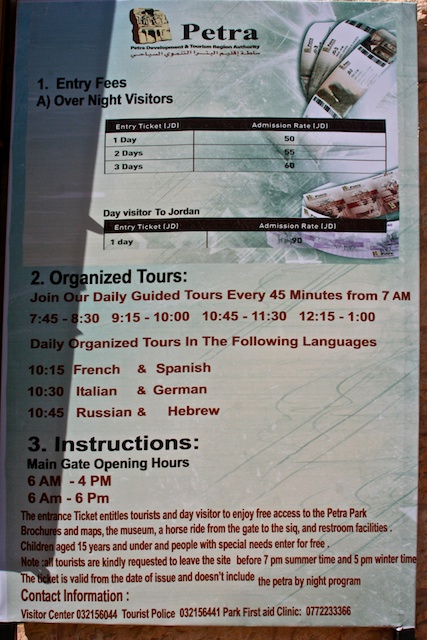 Petra
Petra Development & Tourism Region Authority
سلطة إقليم البترا التنموي السياحي
1. Entry Fees
A) Over Night Visitors
Entry Ticket (JD) Admission Rate (JD)
1 Day 50
2 Days 55
3 Days 60
Day visitor To Jordan
Entry Ticket (JD) Admission Rate (JD)
1 day 90
2. Organized Tours:
Join Our Daily Guided Tours Every 45 Minutes from 7 AM
7:45 - 8:30 9:15 - 10:00 10:45 - 11:30 12:15 - 1:00
Daily Organized Tours In The Following Languages
10:15 French & Spanish
10:30 Italian & German
10:45 Russian & Hebrew
3. Instructions:
Main Gate Opening Hours
6 AM - 4 PM
6 Am - 6 Pm
The entrance Ticket entitles tourists and day visitor to enjoy free access to the Petra Park
Brochures and maps, the museum, a horse ride from the gate to the siq, and restroom facilities .
Children aged 15 years and under and people with special needs enter for free .
Note :all tourists are kindly requested to leave the site before 7 pm summer time and 5 pm winter time
The ticket is valid from the date of issue and doesn't include the petra by night program
Contact Information :
Visitor Center 032156044 Tourist Police 032156441 Park First aid Clinic: 0772233366